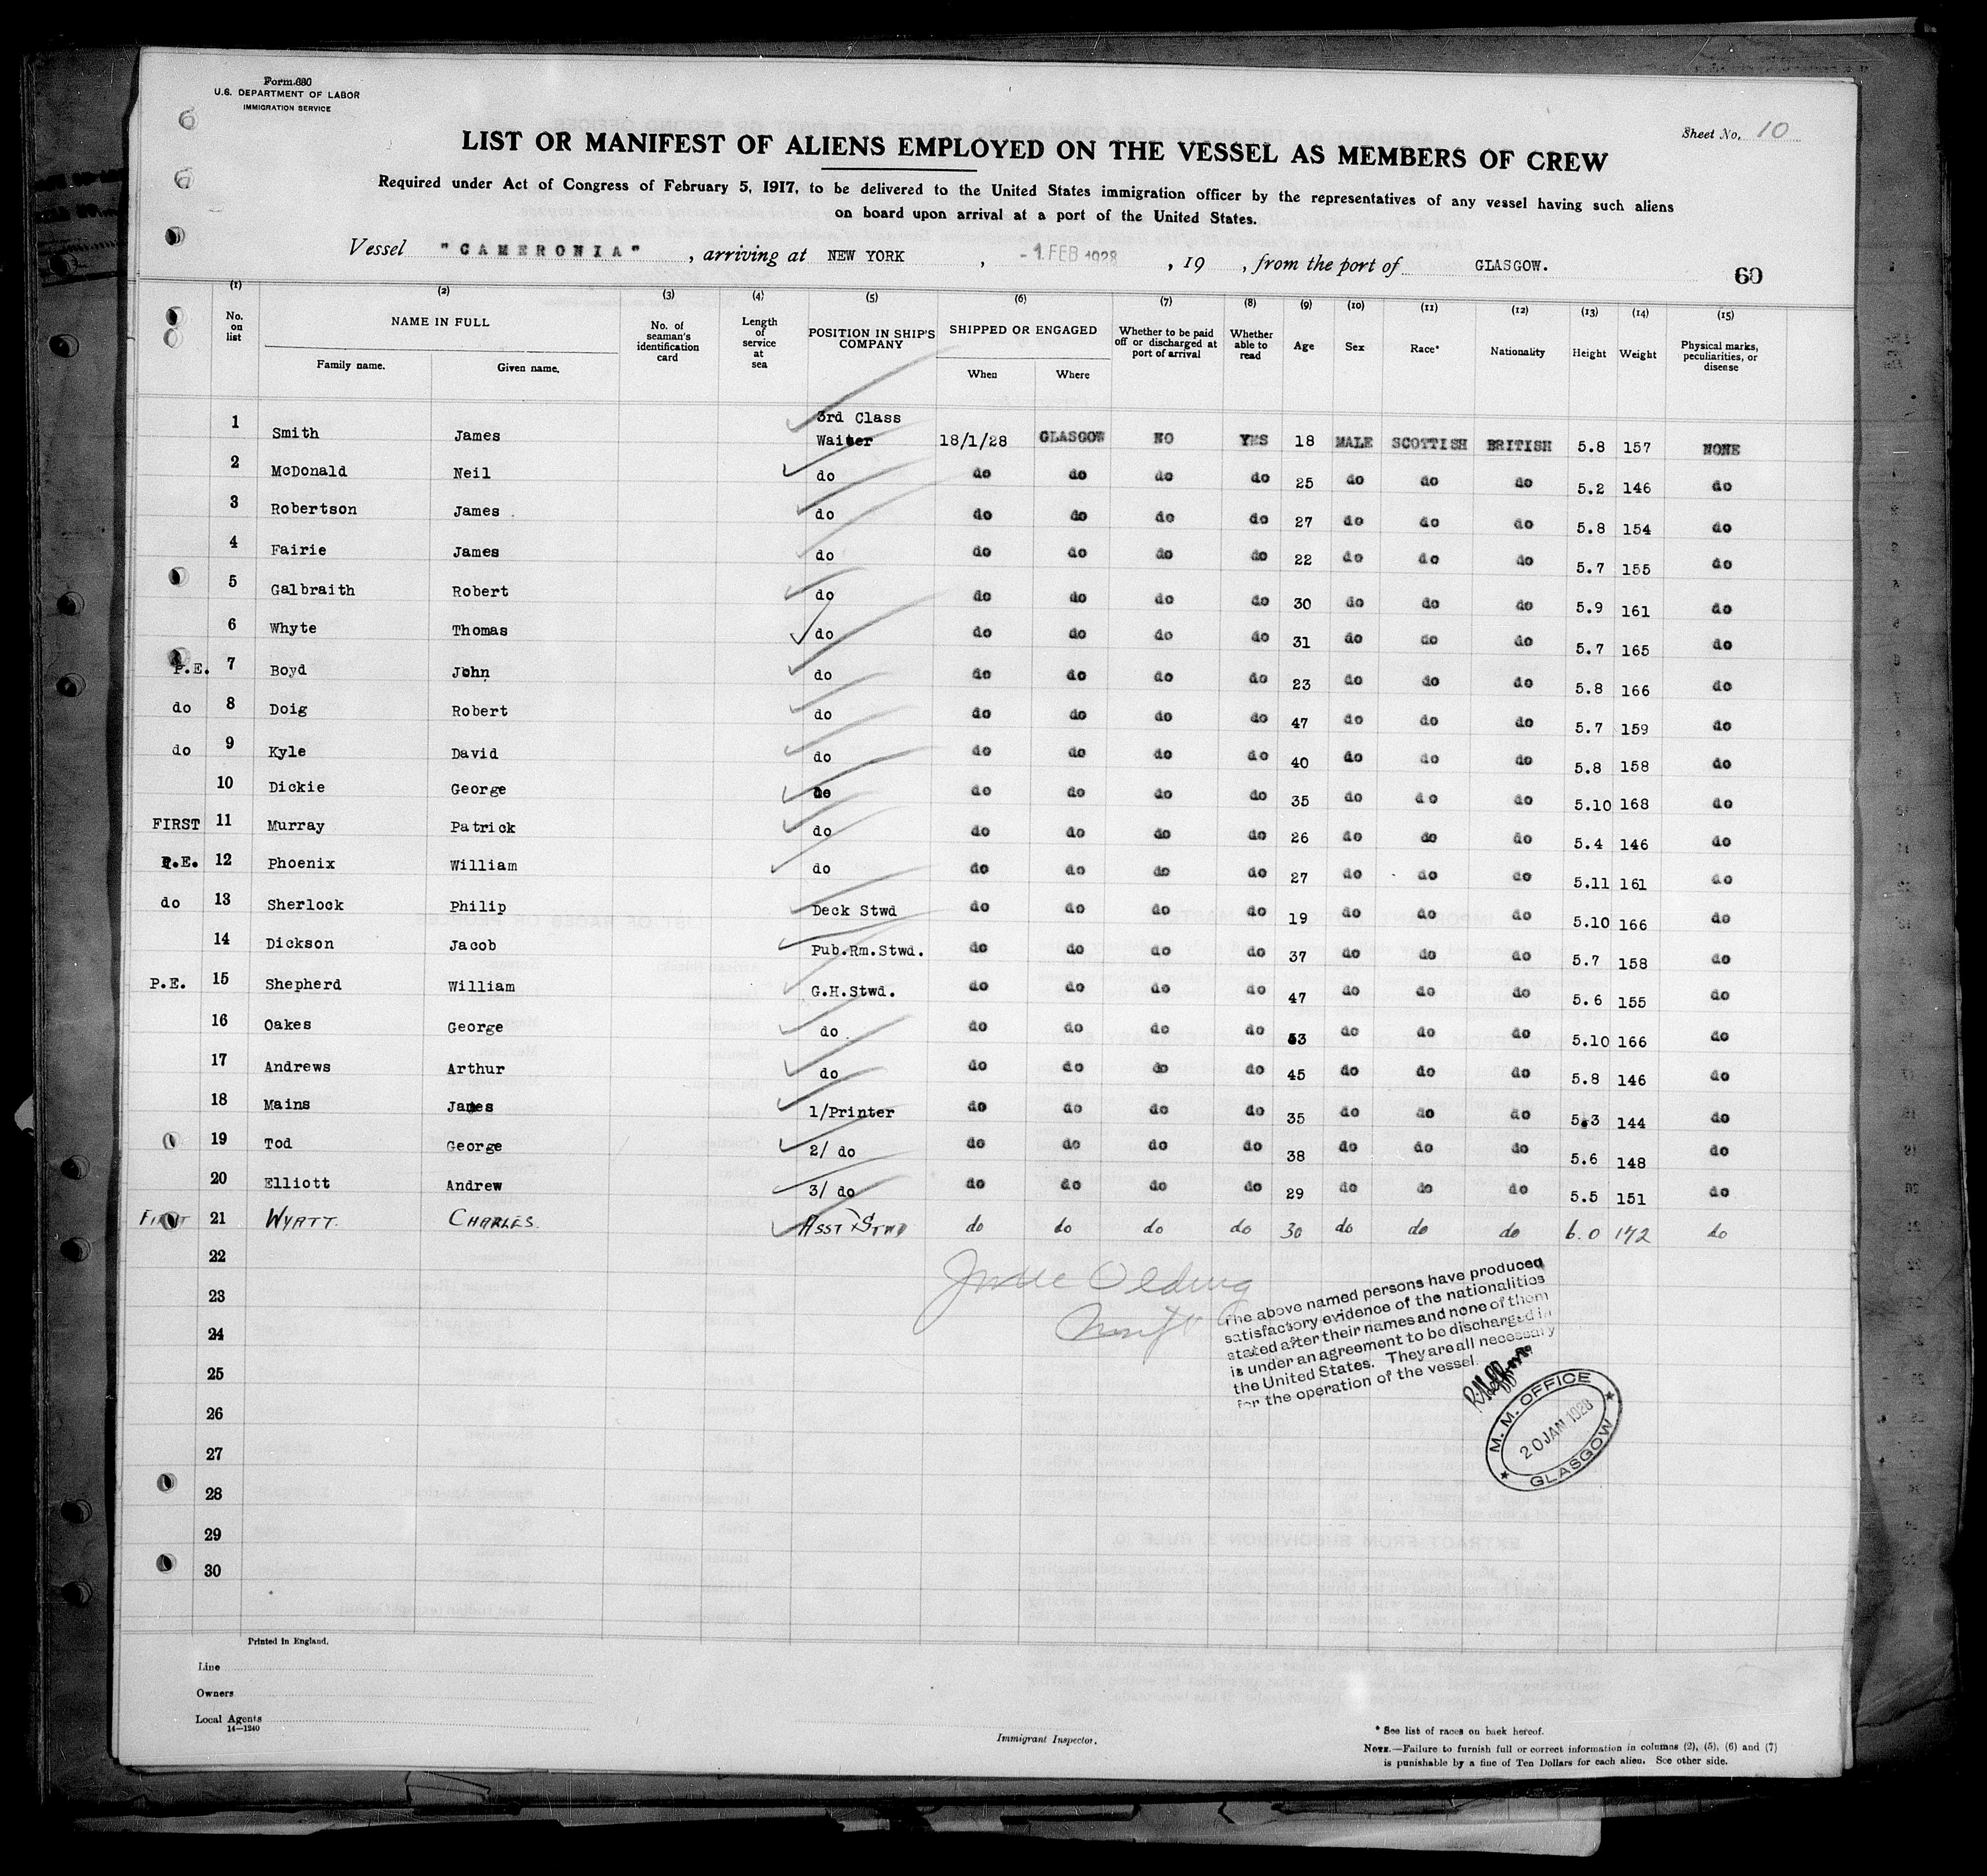 Form 680
U.S. DEPARTMENT OF LABOR
IMMIGRATION SERVICE
Sheet No. 10
LIST OR MANIFEST OF ALIENS EMPLOYED ON THE VESSEL AS MEMBERS OF CREW
Required under Act of Congress of February 5, 1917, to be delivered to the United States immigration officer by the representatives of any vessel having such aliens
on board upon arrival at a port of the United States.
Vessel "CAMERONIA", arriving at NEW YORK, -1 FEB 1928, 19 , from the port of GLASGOW.
60
(1) (2) (3) (4) (5) (6) (7) (8) (9) (10) (11) (12) (13) (14) (15)
No. on list NAME IN FULL Family name. Given name. No. of seaman's identification card Length of service at sea POSITION IN SHIP'S COMPANY SHIPPED OR ENGAGED When Where Whether to be paid off or discharged at port of arrival Whether able to read Age Sex Race* Nationality Height Weight Physical marks, peculiarities, or disease
1 Smith James 3rd Class Waiter 18/1/28 GLASGOW NO YES 18 MALE SCOTTISH BRITISH 5.8 157 NONE
2 McDonald Neil do do do do do 25 do do do 5.2 146 do
3 Robertson James do do do do do 27 do do do 5.8 154 do
4 Fairie James do do do do do 22 do do do 5.7 155 do
5 Galbraith Robert do do do do do 30 do do do 5.9 161 do
6 Whyte Thomas do do do do do 31 do do do 5.7 165 do
P.E. 7 Boyd John do do do do do 23 do do do 5.8 166 do
do 8 Doig Robert do do do do do 47 do do do 5.7 159 do
do 9 Kyle David do do do do do 40 do do do 5.8 158 do
10 Dickie George do do do do do 35 do do do 5.10 168 do
FIRST 11 Murray Patrick do do do do do 26 do do do 5.4 146 do
P.E. 12 Phoenix William do do do do do 27 do do do 5.11 161 do
do 13 Sherlock Philip Deck Stwd do do do do 19 do do do 5.10 166 do
14 Dickson Jacob Pub.Rm.Stwd. do do do do 37 do do do 5.7 158 do
P.E. 15 Shepherd William G.H.Stwd. do do do do 47 do do do 5.6 155 do
16 Oakes George do do do do do 53 do do do 5.10 166 do
17 Andrews Arthur do do do do do 45 do do do 5.8 146 do
18 Mains James 1/Printer do do do do 35 do do do 5.3 144 do
19 Tod George 2/ do do do do do 38 do do do 5.6 148 do
20 Elliott Andrew 3/ do do do do do 29 do do do 5.5 151 do
FIRST 21 WYATT. CHARLES. ASST STWD do do do do 30 do do do 6.0 172 do
22
23
24
25
26
27
28
29
30
The above named persons have produced
satisfactory evidence of the nationalities
stated after their names and none of them
is under an agreement to be discharged in
the United States. They are all necessary
for the operation of the vessel.
M. M. OFFICE
20 JAN 1928
GLASGOW
Printed in England.
Line
Owners
Local Agents
14—1240
Immigrant Inspector.
* See list of races on back hereof.
NOTE.—Failure to furnish full or correct information in columns (2), (5), (6) and (7)
is punishable by a fine of Ten Dollars for each alien. See other side.